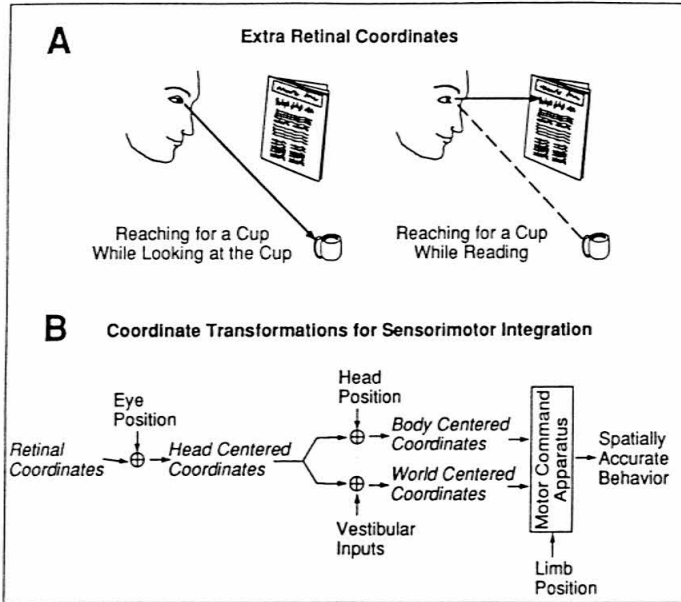 A
Extra Retinal Coordinates
Reaching for a Cup
While Looking at the Cup
Reaching for a Cup
While Reading
B
Coordinate Transformations for Sensorimotor Integration
Retinal
Coordinates
Eye
Position
Head Centered
Coordinates
Head
Position
Body Centered
Coordinates
World Centered
Coordinates
Vestibular
Inputs
Motor Command
Apparatus
Limb
Position
Spatially
Accurate
Behavior